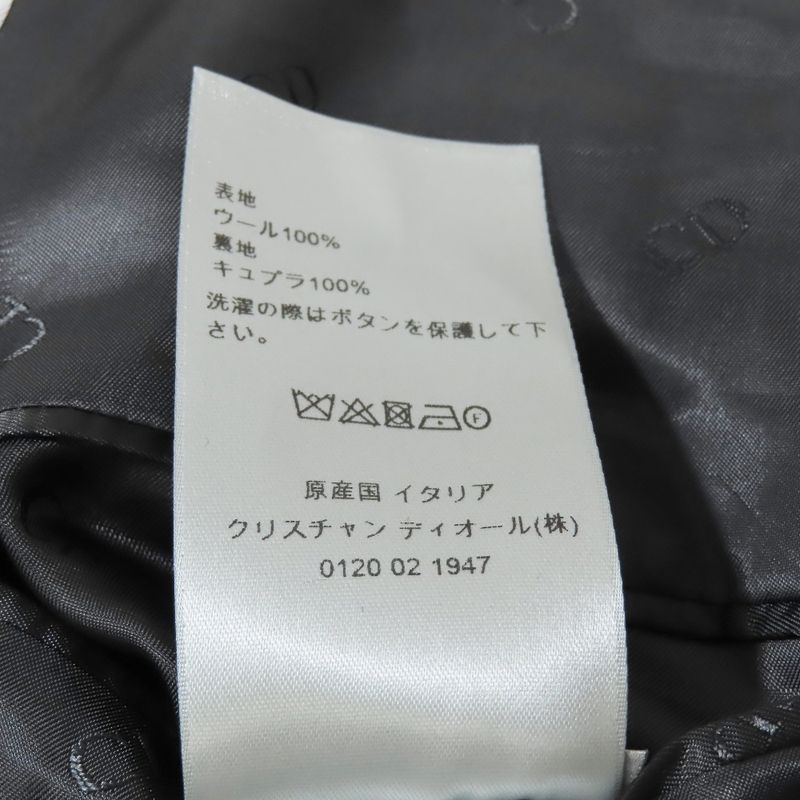 表地
ウール100%
裏地
キュプラ100%
洗濯の際はボタンを保護して下
さい。
F
原産国 イタリア
クリスチャン ディオール(株)
0120 02 1947
CD
CD